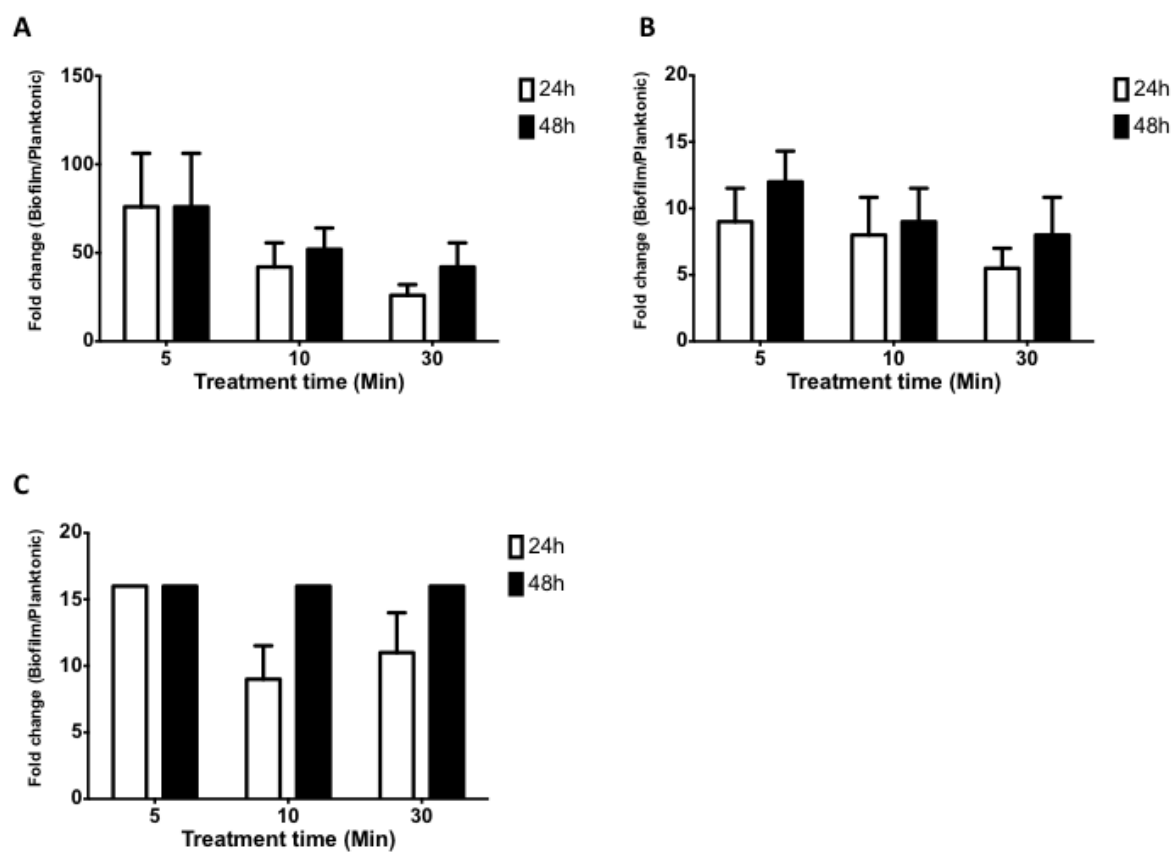 A
Fold change (Biofilm/Planktonic)
150
100
50
0
5 10 30
Treatment time (Min)
24h
48h
B
Fold change (Biofilm/Planktonic)
20
15
10
5
0
5 10 30
Treatment time (Min)
24h
48h
C
Fold change (Biofilm/Planktonic)
20
15
10
5
0
5 10 30
Treatment time (Min)
24h
48h